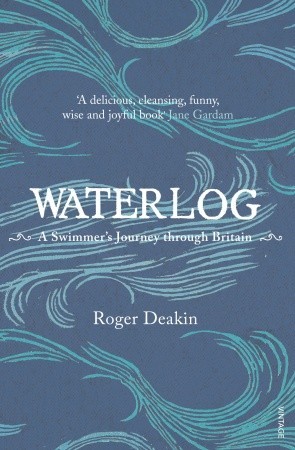 ‘A delicious, cleansing, funny,
wise and joyful book‘ Jane Gardam
WATERLOG
A Swimmer's Journey through Britain
Roger Deakin
VINTAGE